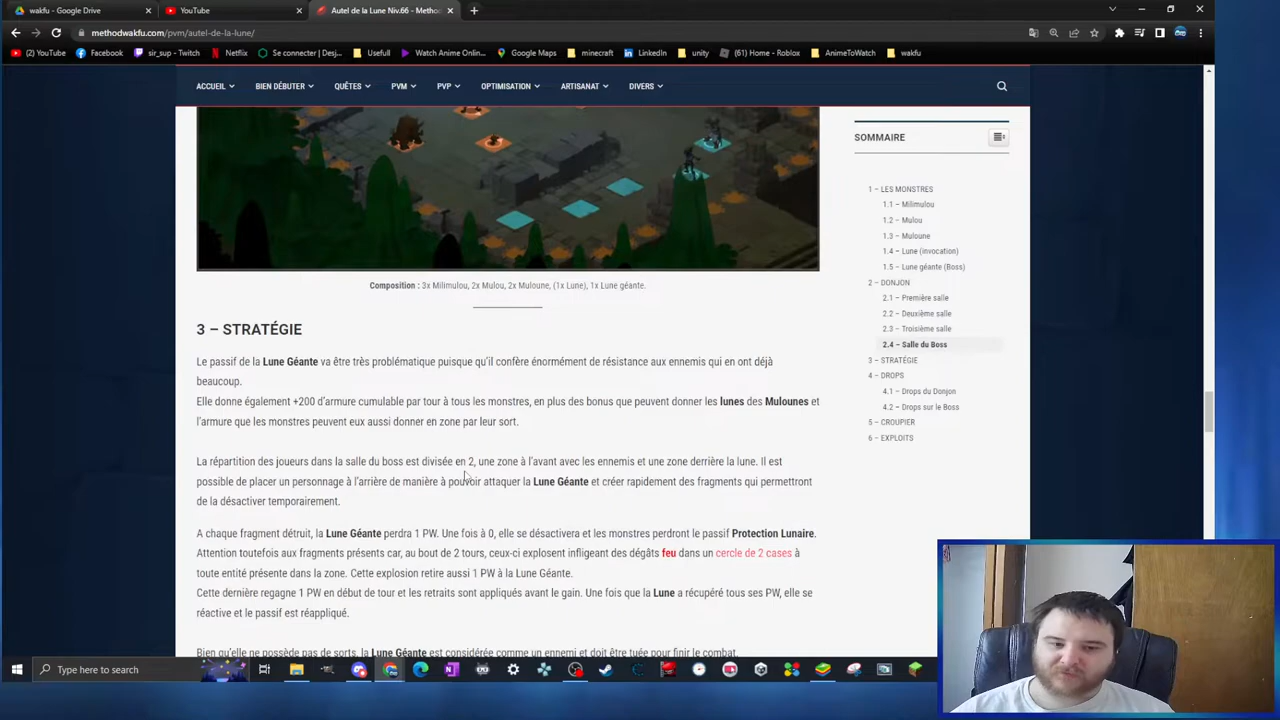 wakfu - Google Drive
YouTube
Autel de la Lune Niv.66 - Metho
methodwakfu.com/pvm/autel-de-la-lune/
(2) YouTube
Facebook
sir_sup - Twitch
Netflix
Se connecter | Desj...
Usefull
Watch Anime Onlin...
Google Maps
minecraft
LinkedIn
unity
(61) Home - Roblox
AnimeToWatch
wakfu
ACCUEIL
BIEN DÉBUTER
QUÊTES
PVM
PVP
OPTIMISATION
ARTISANAT
DIVERS
Composition : 3x Milimulou, 2x Mulou, 2x Muloune, (1x Lune), 1x Lune géante.
3 – STRATÉGIE
Le passif de la Lune Géante va être très problématique puisque qu'il confère énormément de résistance aux ennemis qui en ont déjà
beaucoup.
Elle donne également +200 d'armure cumulable par tour à tous les monstres, en plus des bonus que peuvent donner les lunes des Mulounes et
l'armure que les monstres peuvent eux aussi donner en zone par leur sort.
La répartition des joueurs dans la salle du boss est divisée en 2, une zone à l'avant avec les ennemis et une zone derrière la lune. Il est
possible de placer un personnage à l'arrière de manière à pouvoir attaquer la Lune Géante et créer rapidement des fragments qui permettront
de la désactiver temporairement.
A chaque fragment détruit, la Lune Géante perdra 1 PW. Une fois à 0, elle se désactivera et les monstres perdront le passif Protection Lunaire.
Attention toutefois aux fragments présents car, au bout de 2 tours, ceux-ci explosent infligeant des dégâts feu dans un cercle de 2 cases à
toute entité présente dans la zone. Cette explosion retire aussi 1 PW à la Lune Géante.
Cette dernière regagne 1 PW en début de tour et les retraits sont appliqués avant le gain. Une fois que la Lune a récupéré tous ses PW, elle se
réactive et le passif est réappliqué.
Bien qu'elle ne possède pas de sorts, la Lune Géante est considérée comme un ennemi et doit être tuée pour finir le combat.
SOMMAIRE
1 – LES MONSTRES
1.1 – Milimulou
1.2 – Mulou
1.3 – Muloune
1.4 – Lune (invocation)
1.5 – Lune géante (Boss)
2 – DONJON
2.1 – Première salle
2.2 – Deuxième salle
2.3 – Troisième salle
2.4 – Salle du Boss
3 – STRATÉGIE
4 – DROPS
4.1 – Drops du Donjon
4.2 – Drops sur le Boss
5 – CROUPIER
6 – EXPLOITS
Type here to search